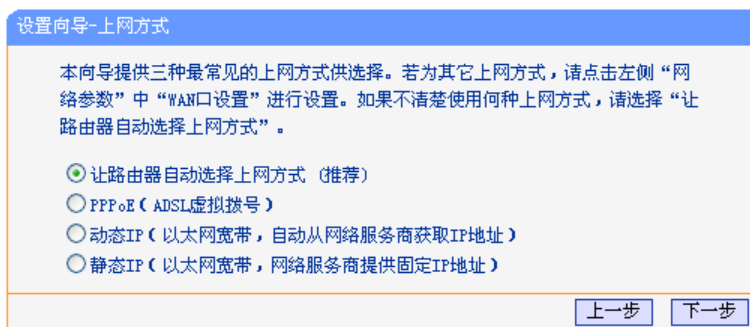 设置向导-上网方式
本向导提供三种最常见的上网方式供选择。若为其它上网方式，请点击左侧“网
络参数”中“WAN口设置”进行设置。如果不清楚使用何种上网方式，请选择“让
路由器自动选择上网方式”。
让路由器自动选择上网方式（推荐）
PPPoE（ADSL虚拟拨号）
动态IP（以太网宽带，自动从网络服务商获取IP地址）
静态IP（以太网宽带，网络服务商提供固定IP地址）
上一步 下一步